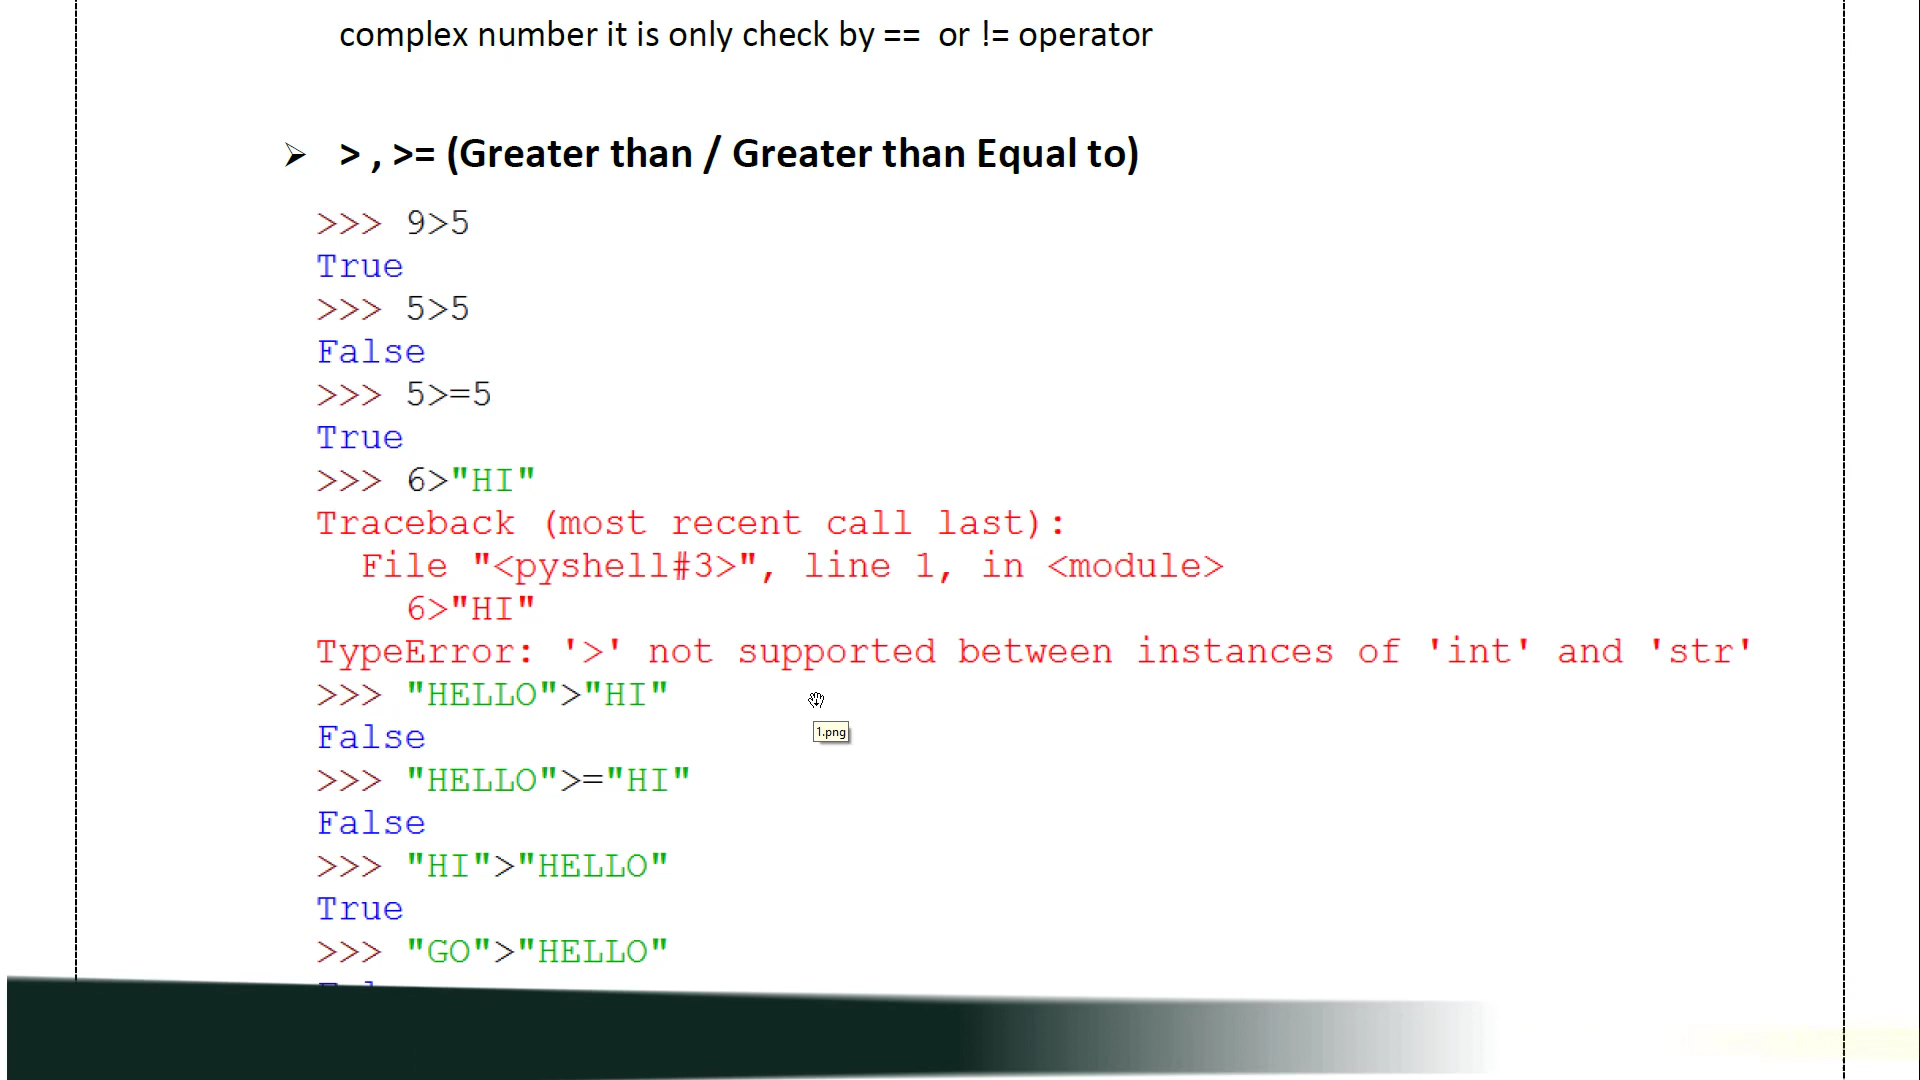 complex number it is only check by ==  or != operator
➢ > , >= (Greater than / Greater than Equal to)
>>> 9>5
True
>>> 5>5
False
>>> 5>=5
True
>>> 6>"HI"
Traceback (most recent call last):
  File "<pyshell#3>", line 1, in <module>
    6>"HI"
TypeError: '>' not supported between instances of 'int' and 'str'
>>> "HELLO">"HI"
1.png
False
>>> "HELLO">="HI"
False
>>> "HI">"HELLO"
True
>>> "GO">"HELLO"